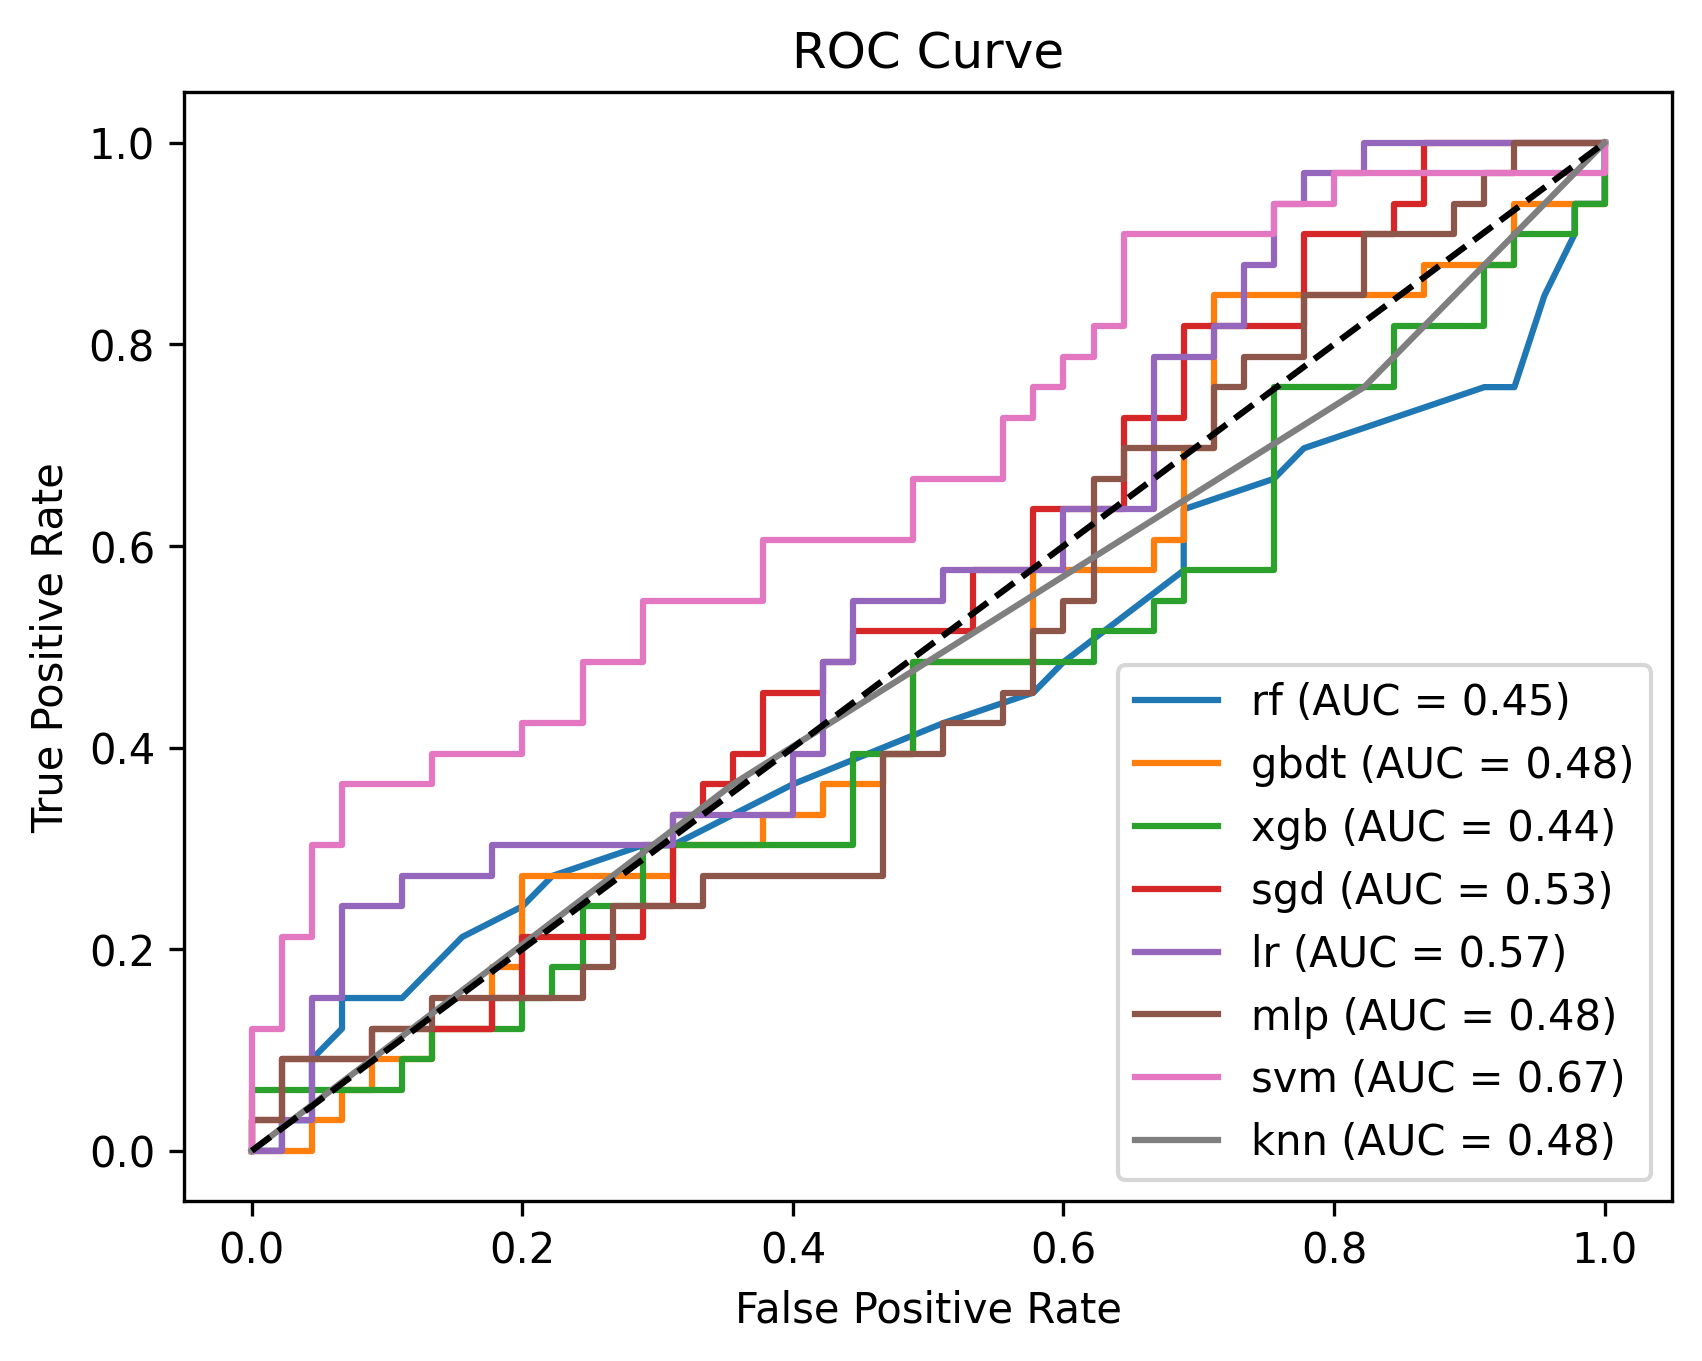 ROC Curve
True Positive Rate
1.0
0.8
0.6
0.4
0.2
0.0
rf (AUC = 0.45)
gbdt (AUC = 0.48)
xgb (AUC = 0.44)
sgd (AUC = 0.53)
lr (AUC = 0.57)
mlp (AUC = 0.48)
svm (AUC = 0.67)
knn (AUC = 0.48)
0.0 0.2 0.4 0.6 0.8 1.0
False Positive Rate